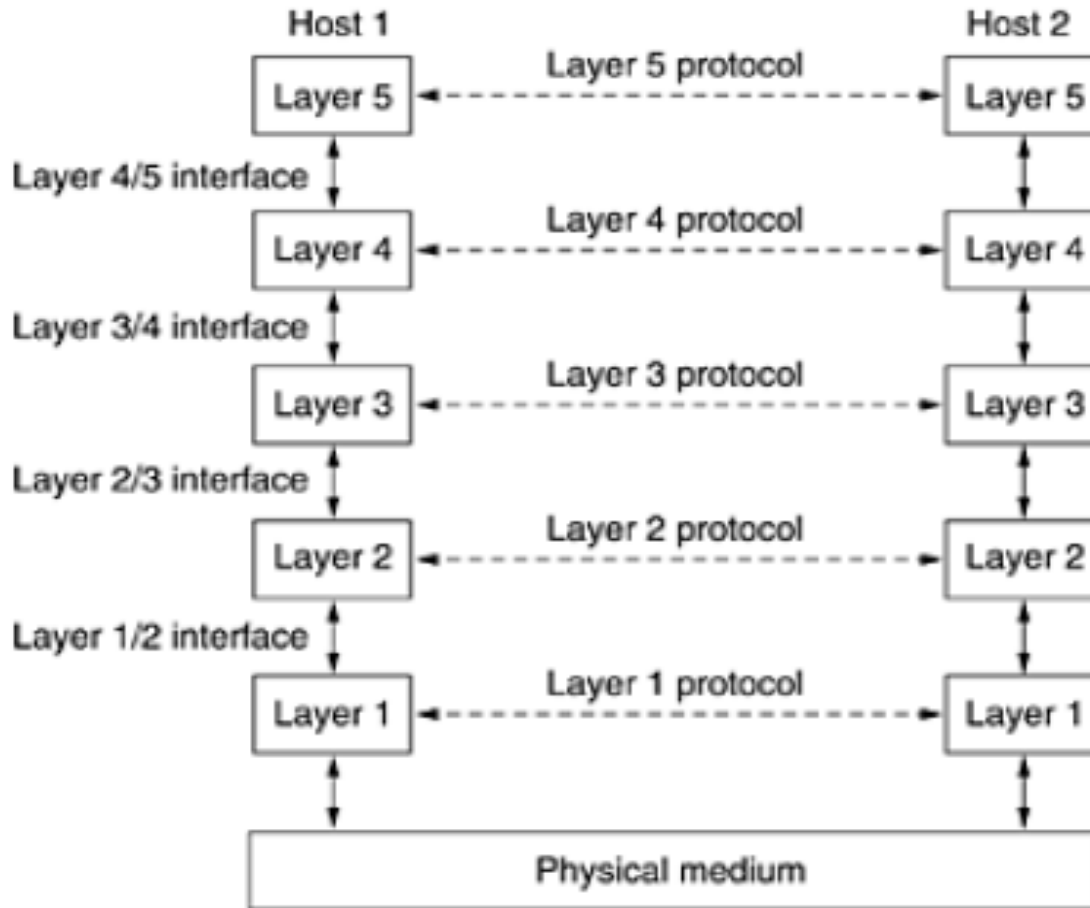 Host 1
Host 2
Layer 5
Layer 5 protocol
Layer 5
Layer 4/5 interface
Layer 4
Layer 4 protocol
Layer 4
Layer 3/4 interface
Layer 3
Layer 3 protocol
Layer 3
Layer 2/3 interface
Layer 2
Layer 2 protocol
Layer 2
Layer 1/2 interface
Layer 1
Layer 1 protocol
Layer 1
Physical medium